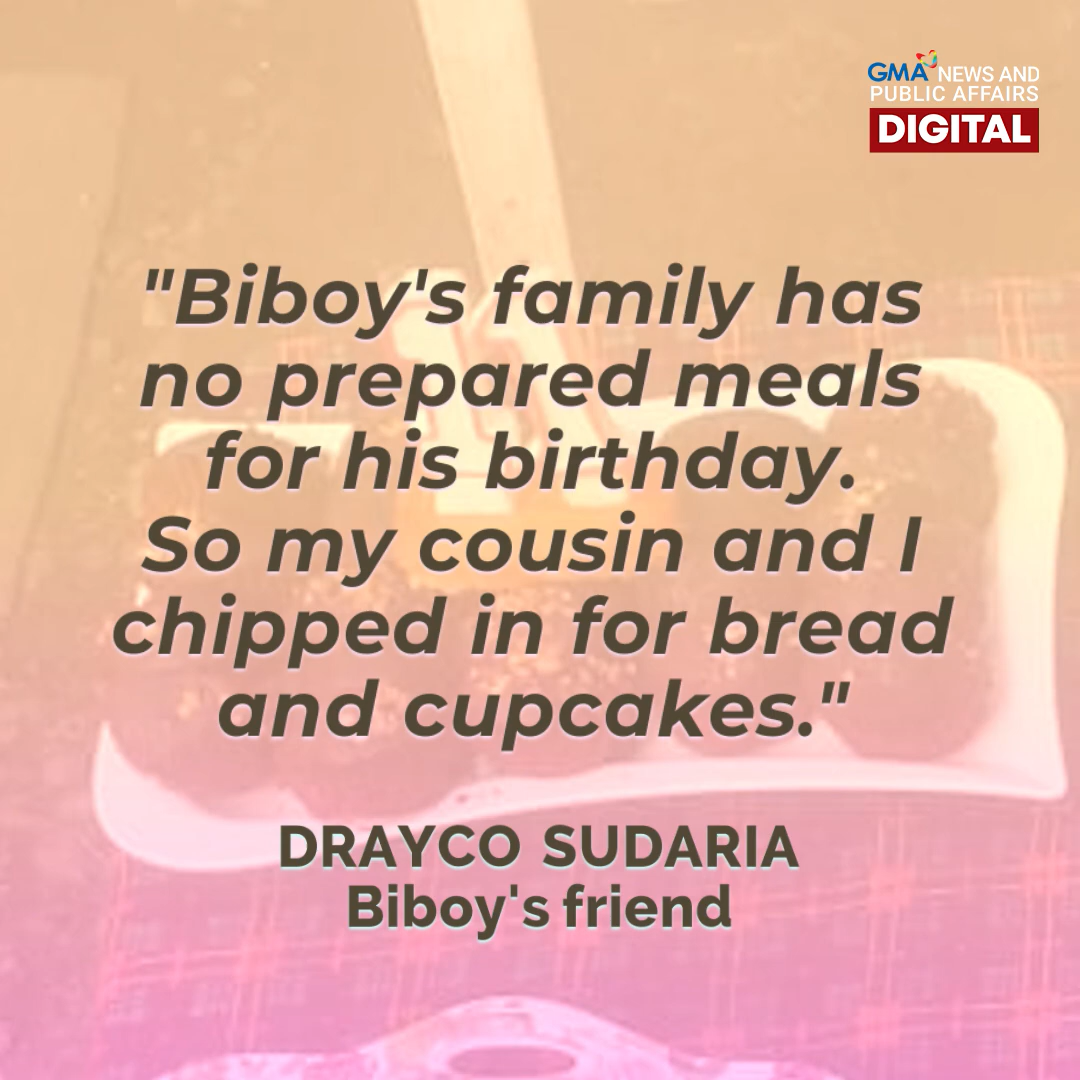 GMA NEWS AND
PUBLIC AFFAIRS
DIGITAL
"Biboy's family has
no prepared meals
for his birthday.
So my cousin and I
chipped in for bread
and cupcakes."
DRAYCO SUDARIA
Biboy's friend